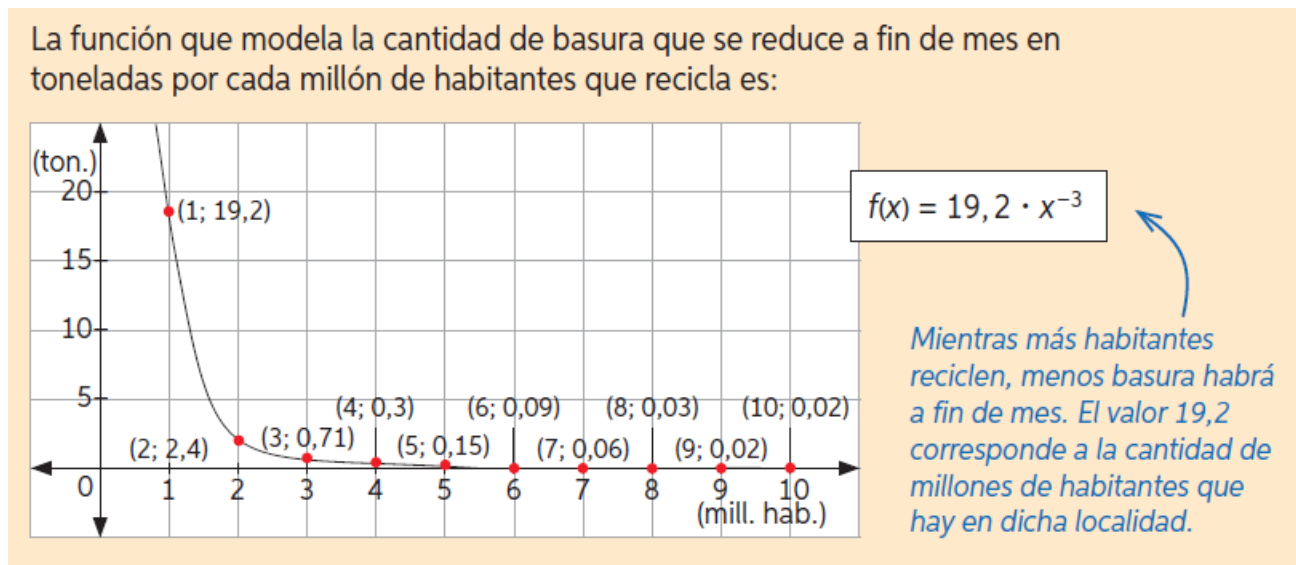 La función que modela la cantidad de basura que se reduce a fin de mes en
toneladas por cada millón de habitantes que recicla es:
(ton.)
20
(1; 19,2)
15
10
5
(4; 0,3) (6; 0,09) (8; 0,03) (10; 0,02)
(2; 2,4) (3; 0,71) (5; 0,15) (7; 0,06) (9; 0,02)
0 1 2 3 4 5 6 7 8 9 10
(mill. hab.)
f(x) = 19,2 · x⁻³
Mientras más habitantes
reciclen, menos basura habrá
a fin de mes. El valor 19,2
corresponde a la cantidad de
millones de habitantes que
hay en dicha localidad.